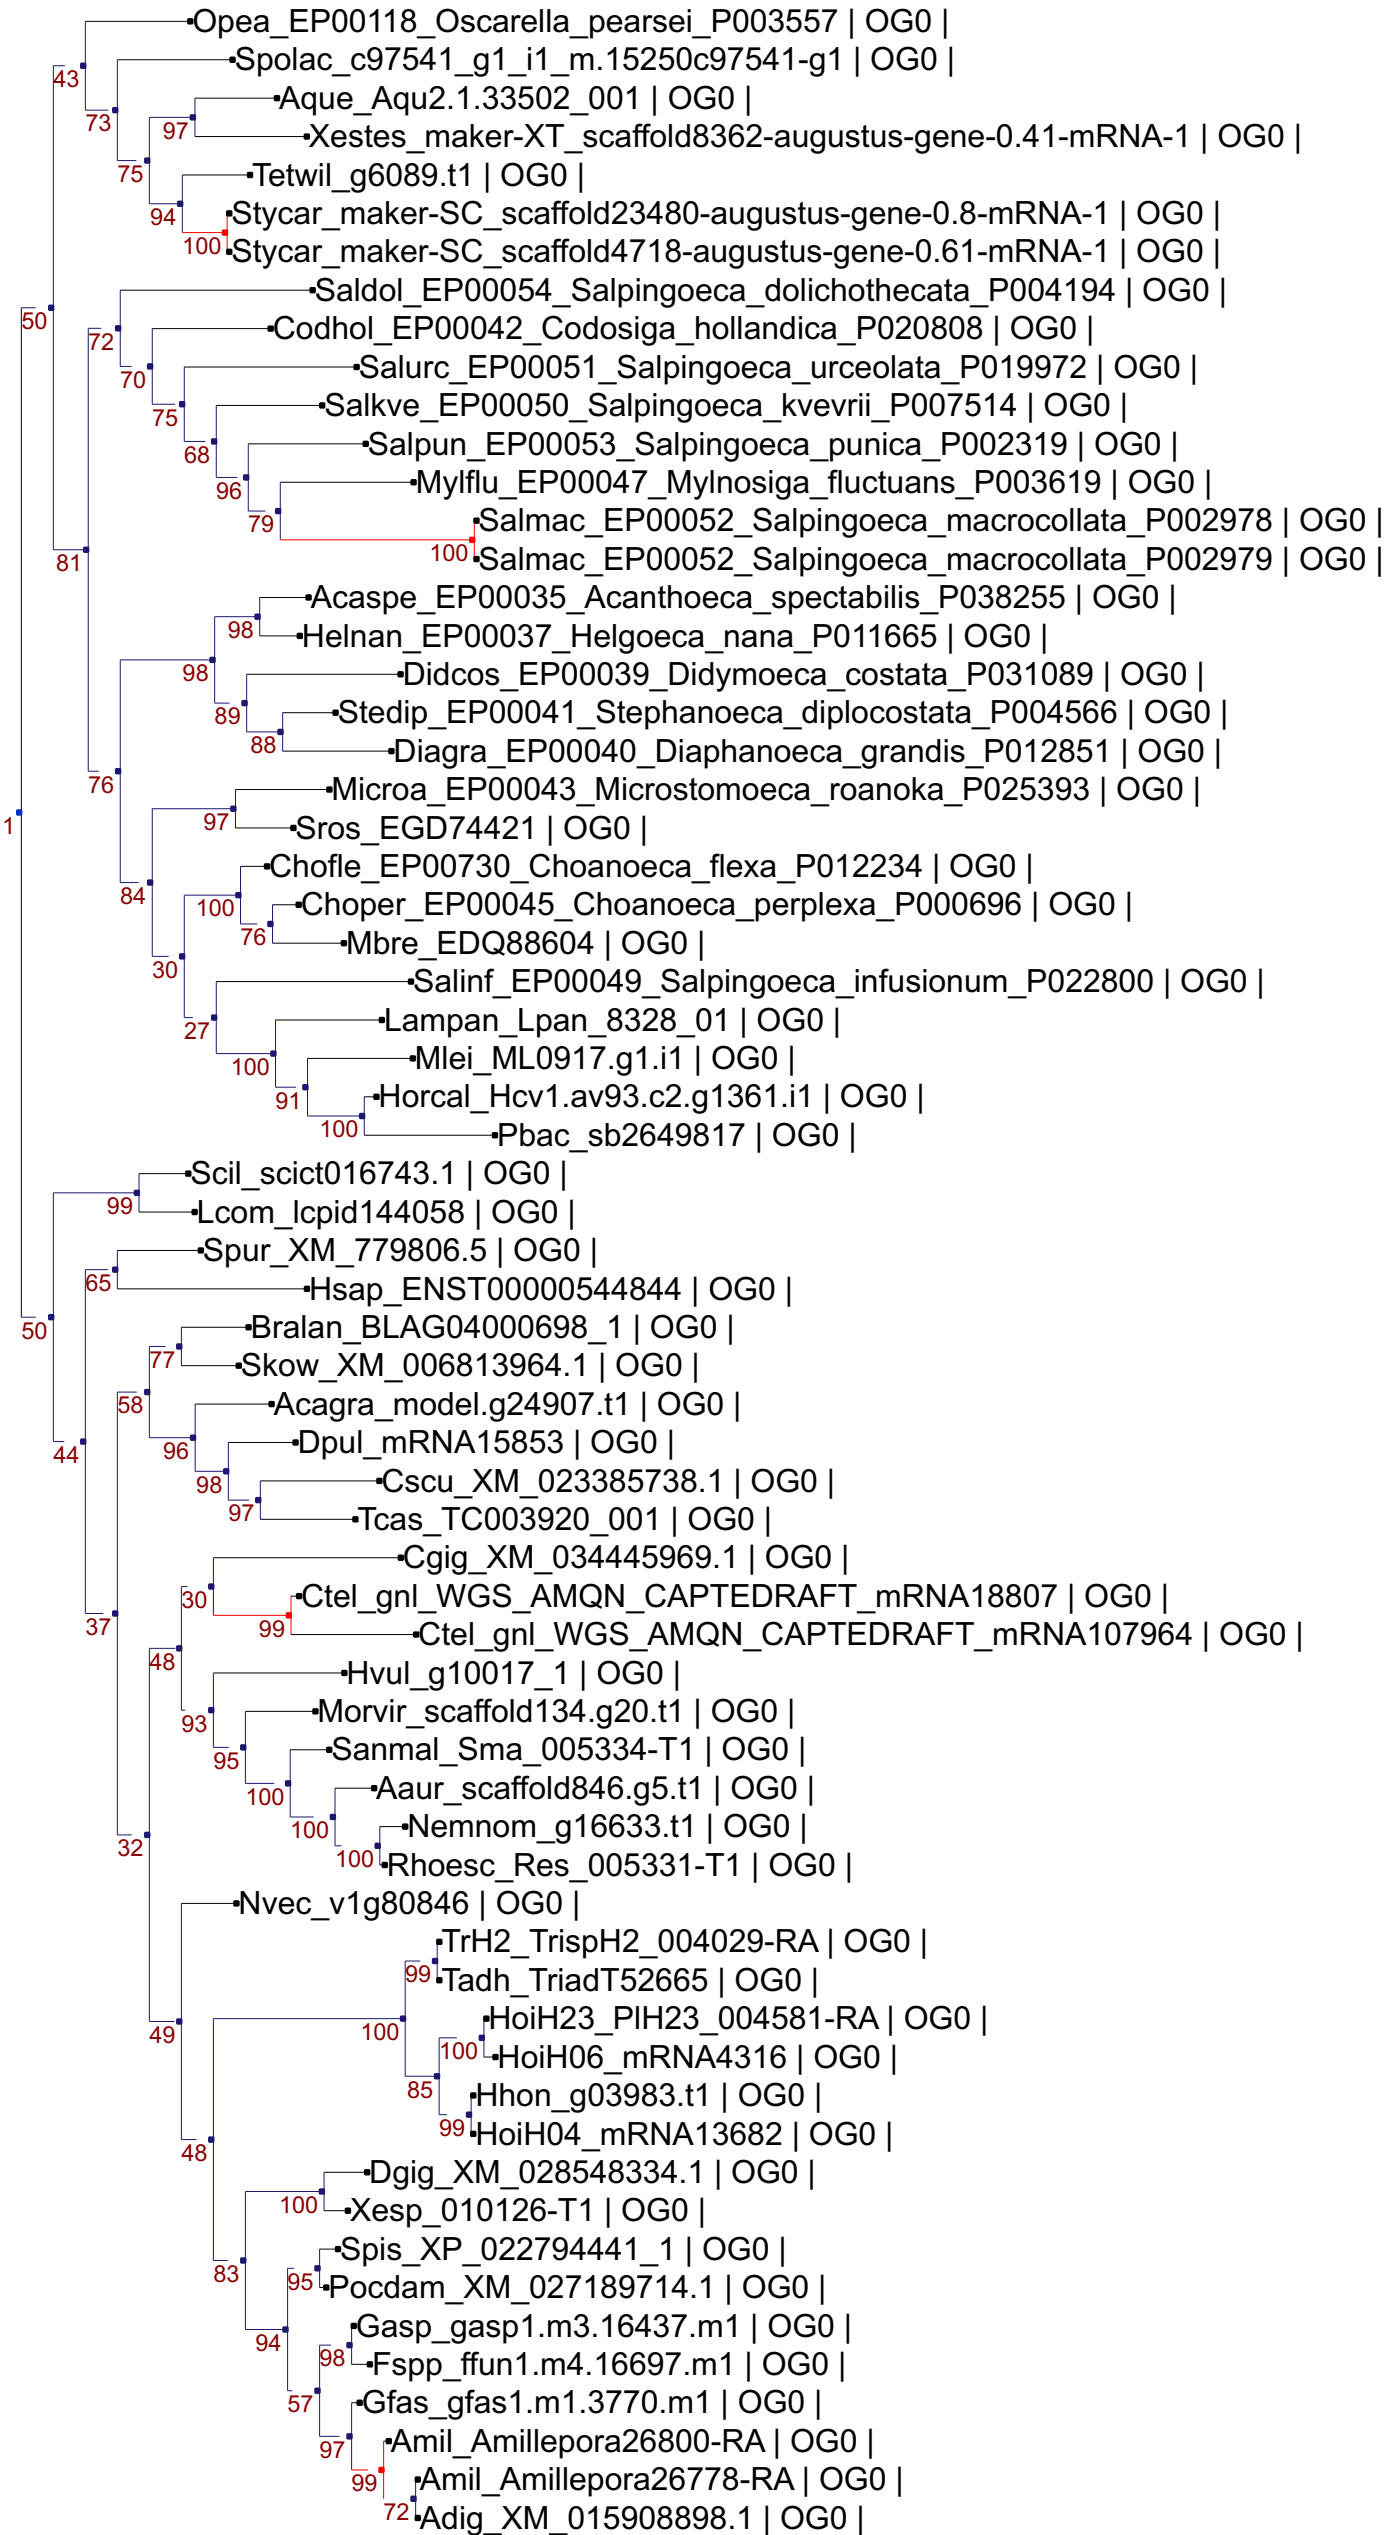 Opea_EP00118_Oscarella_pearsei_P003557 | OG0 |
Spolac_c97541_g1_i1_m.15250c97541-g1 | OG0 |
43
Aque_Aqu2.1.33502_001 | OG0 |
73
97
Xestes_maker-XT_scaffold8362-augustus-gene-0.41-mRNA-1 | OG0 |
75
Tetwil_g6089.t1 | OG0 |
94
Stycar_maker-SC_scaffold23480-augustus-gene-0.8-mRNA-1 | OG0 |
100
Stycar_maker-SC_scaffold4718-augustus-gene-0.61-mRNA-1 | OG0 |
Saldol_EP00054_Salpingoeca_dolichothecata_P004194 | OG0 |
50
Codhol_EP00042_Codosiga_hollandica_P020808 | OG0 |
72
Salurc_EP00051_Salpingoeca_urceolata_P019972 | OG0 |
70
Salkve_EP00050_Salpingoeca_kvevrii_P007514 | OG0 |
75
Salpun_EP00053_Salpingoeca_punica_P002319 | OG0 |
68
Mylflu_EP00047_Mylnosiga_fluctuans_P003619 | OG0 |
96
Salmac_EP00052_Salpingoeca_macrocollata_P002978 | OG0 |
79
100
Salmac_EP00052_Salpingoeca_macrocollata_P002979 | OG0 |
81
Acaspe_EP00035_Acanthoeca_spectabilis_P038255 | OG0 |
98
Helnan_EP00037_Helgoeca_nana_P011665 | OG0 |
98
Didcos_EP00039_Didymoeca_costata_P031089 | OG0 |
89
Stedip_EP00041_Stephanoeca_diplocostata_P004566 | OG0 |
88
Diagra_EP00040_Diaphanoeca_grandis_P012851 | OG0 |
76
Microa_EP00043_Microstomoeca_roanoka_P025393 | OG0 |
1
97
Sros_EGD74421 | OG0 |
Chofle_EP00730_Choanoeca_flexa_P012234 | OG0 |
84
100
Choper_EP00045_Choanoeca_perplexa_P000696 | OG0 |
76
Mbre_EDQ88604 | OG0 |
30
Salinf_EP00049_Salpingoeca_infusionum_P022800 | OG0 |
27
Lampan_Lpan_8328_01 | OG0 |
100
Mlei_ML0917.g1.i1 | OG0 |
91
Horcal_Hcv1.av93.c2.g1361.i1 | OG0 |
100
Pbac_sb2649817 | OG0 |
Scil_scict016743.1 | OG0 |
99
Lcom_lcpid144058 | OG0 |
Spur_XM_779806.5 | OG0 |
65
Hsap_ENST00000544844 | OG0 |
50
Bralan_BLAG04000698_1 | OG0 |
77
Skow_XM_006813964.1 | OG0 |
58
Acagra_model.g24907.t1 | OG0 |
44
96
Dpul_mRNA15853 | OG0 |
98
Cscu_XM_023385738.1 | OG0 |
97
Tcas_TC003920_001 | OG0 |
Cgig_XM_034445969.1 | OG0 |
30
Ctel_gnl_WGS_AMQN_CAPTEDRAFT_mRNA18807 | OG0 |
37
99
Ctel_gnl_WGS_AMQN_CAPTEDRAFT_mRNA107964 | OG0 |
48
Hvul_g10017_1 | OG0 |
93
Morvir_scaffold134.g20.t1 | OG0 |
95
Sanmal_Sma_005334-T1 | OG0 |
100
Aaur_scaffold846.g5.t1 | OG0 |
100
Nemnom_g16633.t1 | OG0 |
32
100
Rhoesc_Res_005331-T1 | OG0 |
Nvec_v1g80846 | OG0 |
TrH2_TrispH2_004029-RA | OG0 |
99
Tadh_TriadT52665 | OG0 |
49
100
HoiH23_PlH23_004581-RA | OG0 |
100
HoiH06_mRNA4316 | OG0 |
85
Hhon_g03983.t1 | OG0 |
99
HoiH04_mRNA13682 | OG0 |
48
Dgig_XM_028548334.1 | OG0 |
100
Xesp_010126-T1 | OG0 |
Spis_XP_022794441_1 | OG0 |
83
95
Pocdam_XM_027189714.1 | OG0 |
Gasp_gasp1.m3.16437.m1 | OG0 |
94
98
Fspp_ffun1.m4.16697.m1 | OG0 |
57
Gfas_gfas1.m1.3770.m1 | OG0 |
97
Amil_Amillepora26800-RA | OG0 |
99
Amil_Amillepora26778-RA | OG0 |
72
Adig_XM_015908898.1 | OG0 |